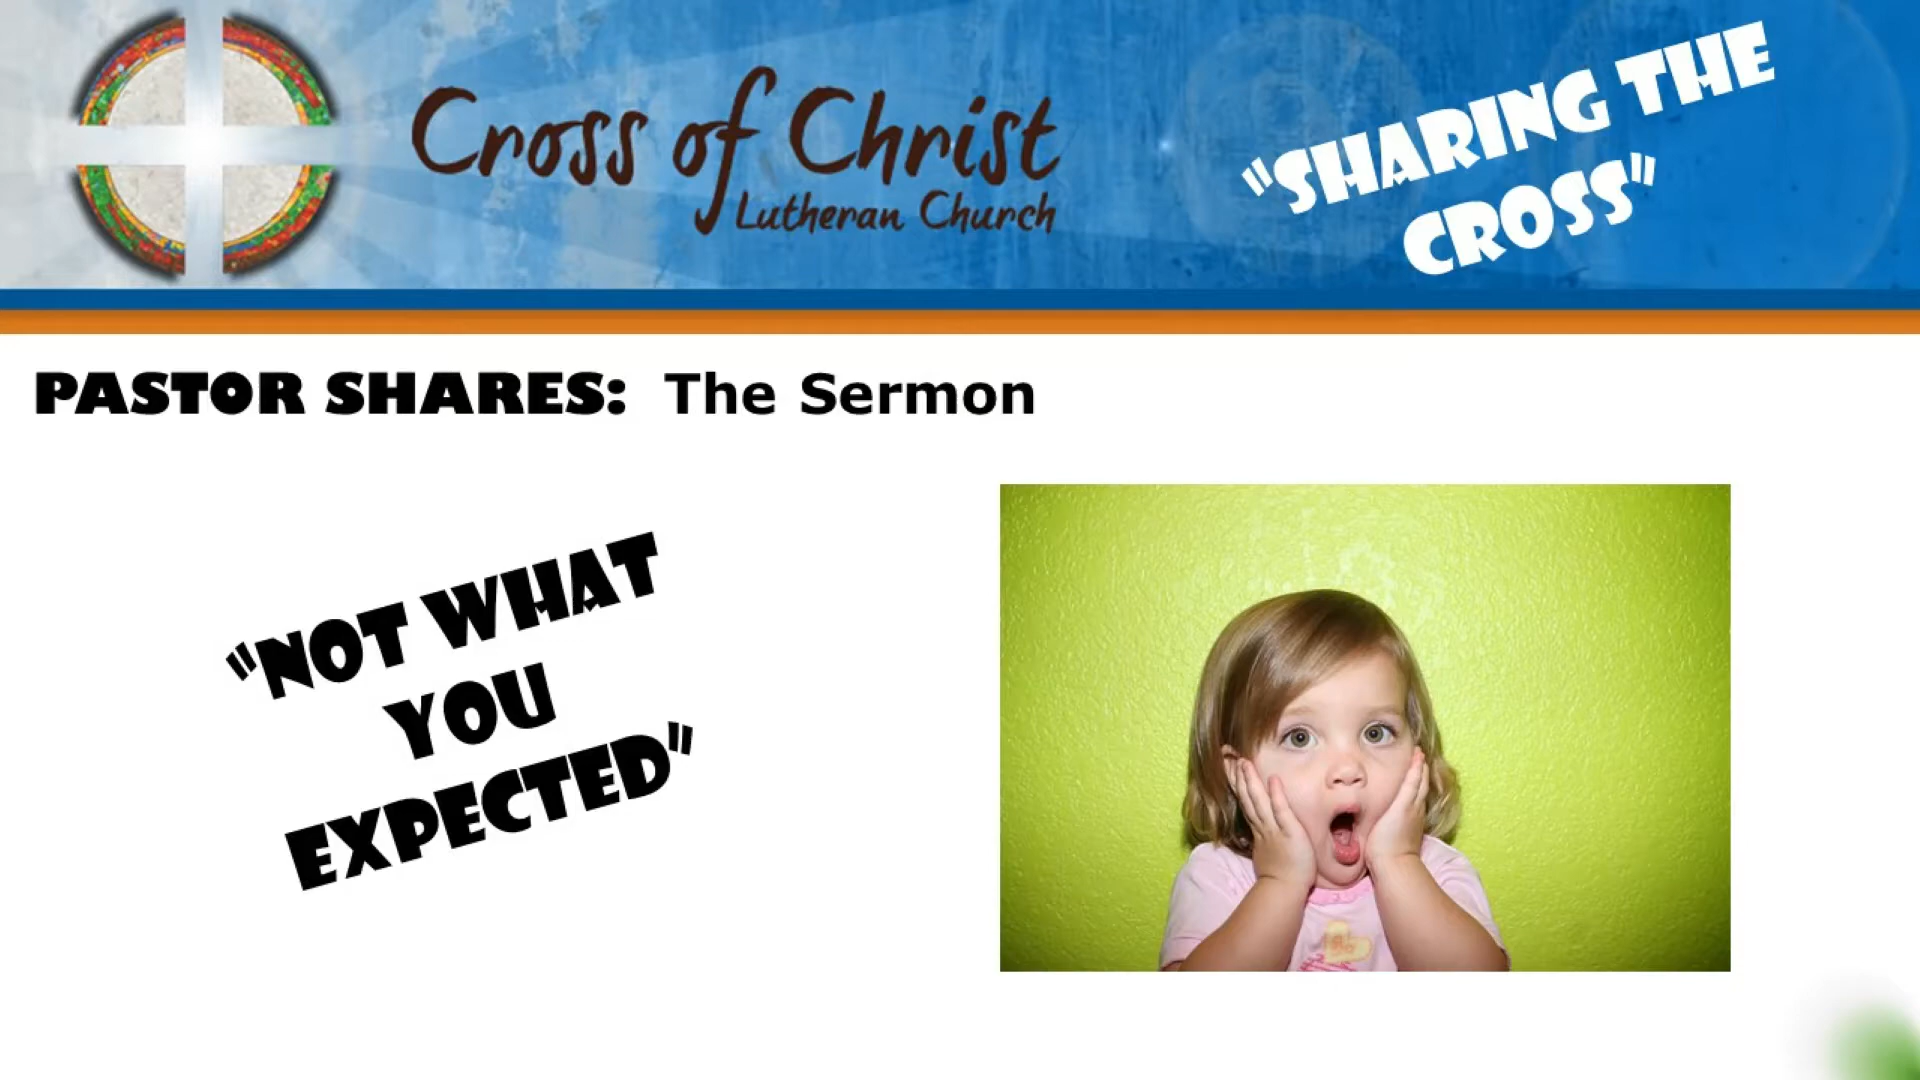 Cross of Christ
Lutheran Church
"SHARING THE
CROSS"
PASTOR SHARES: The Sermon
"NOT WHAT
YOU
EXPECTED"